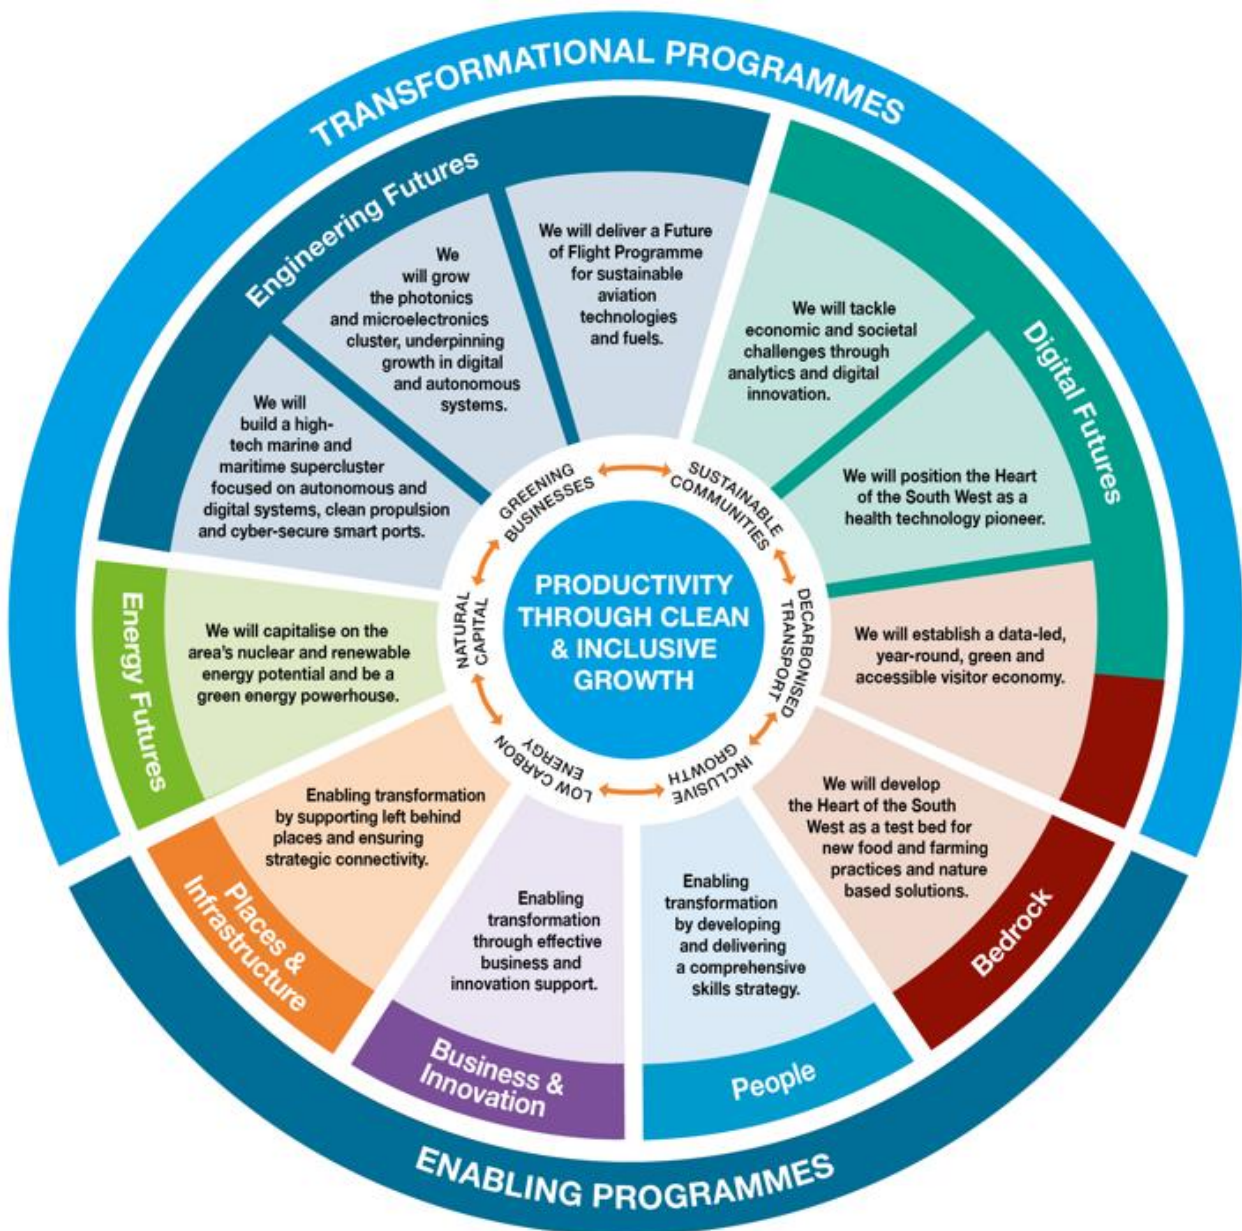 TRANSFORMATIONAL PROGRAMMES
Engineering Futures
We will
build a high-
tech marine and
maritime supercluster
focused on autonomous and
digital systems, clean propulsion
and cyber-secure smart ports.
We
will grow
the photonics
and microelectronics
cluster, underpinning
growth in digital
and autonomous
systems.
We will deliver a Future
of Flight Programme
for sustainable
aviation
technologies
and fuels.
Digital Futures
We will tackle
economic and societal
challenges through
analytics and digital
innovation.
We will position the Heart
of the South West as a
health technology pioneer.
We will establish a data-led,
year-round, green and
accessible visitor economy.
Bedrock
We will develop
the Heart of the South
West as a test bed for
new food and farming
practices and nature
based solutions.
People
Enabling
transformation
by developing
and delivering
a comprehensive
skills strategy.
Business &
Innovation
Enabling
transformation
through effective
business and
innovation support.
Places &
Infrastructure
Enabling transformation
by supporting left behind
places and ensuring
strategic connectivity.
Energy Futures
We will capitalise on the
area's nuclear and renewable
energy potential and be a
green energy powerhouse.
GREENING
BUSINESSES
SUSTAINABLE
COMMUNITIES
DECARBONISED
TRANSPORT
INCLUSIVE
GROWTH
LOW CARBON
ENERGY
NATURAL
CAPITAL
PRODUCTIVITY
THROUGH CLEAN
& INCLUSIVE
GROWTH
ENABLING PROGRAMMES